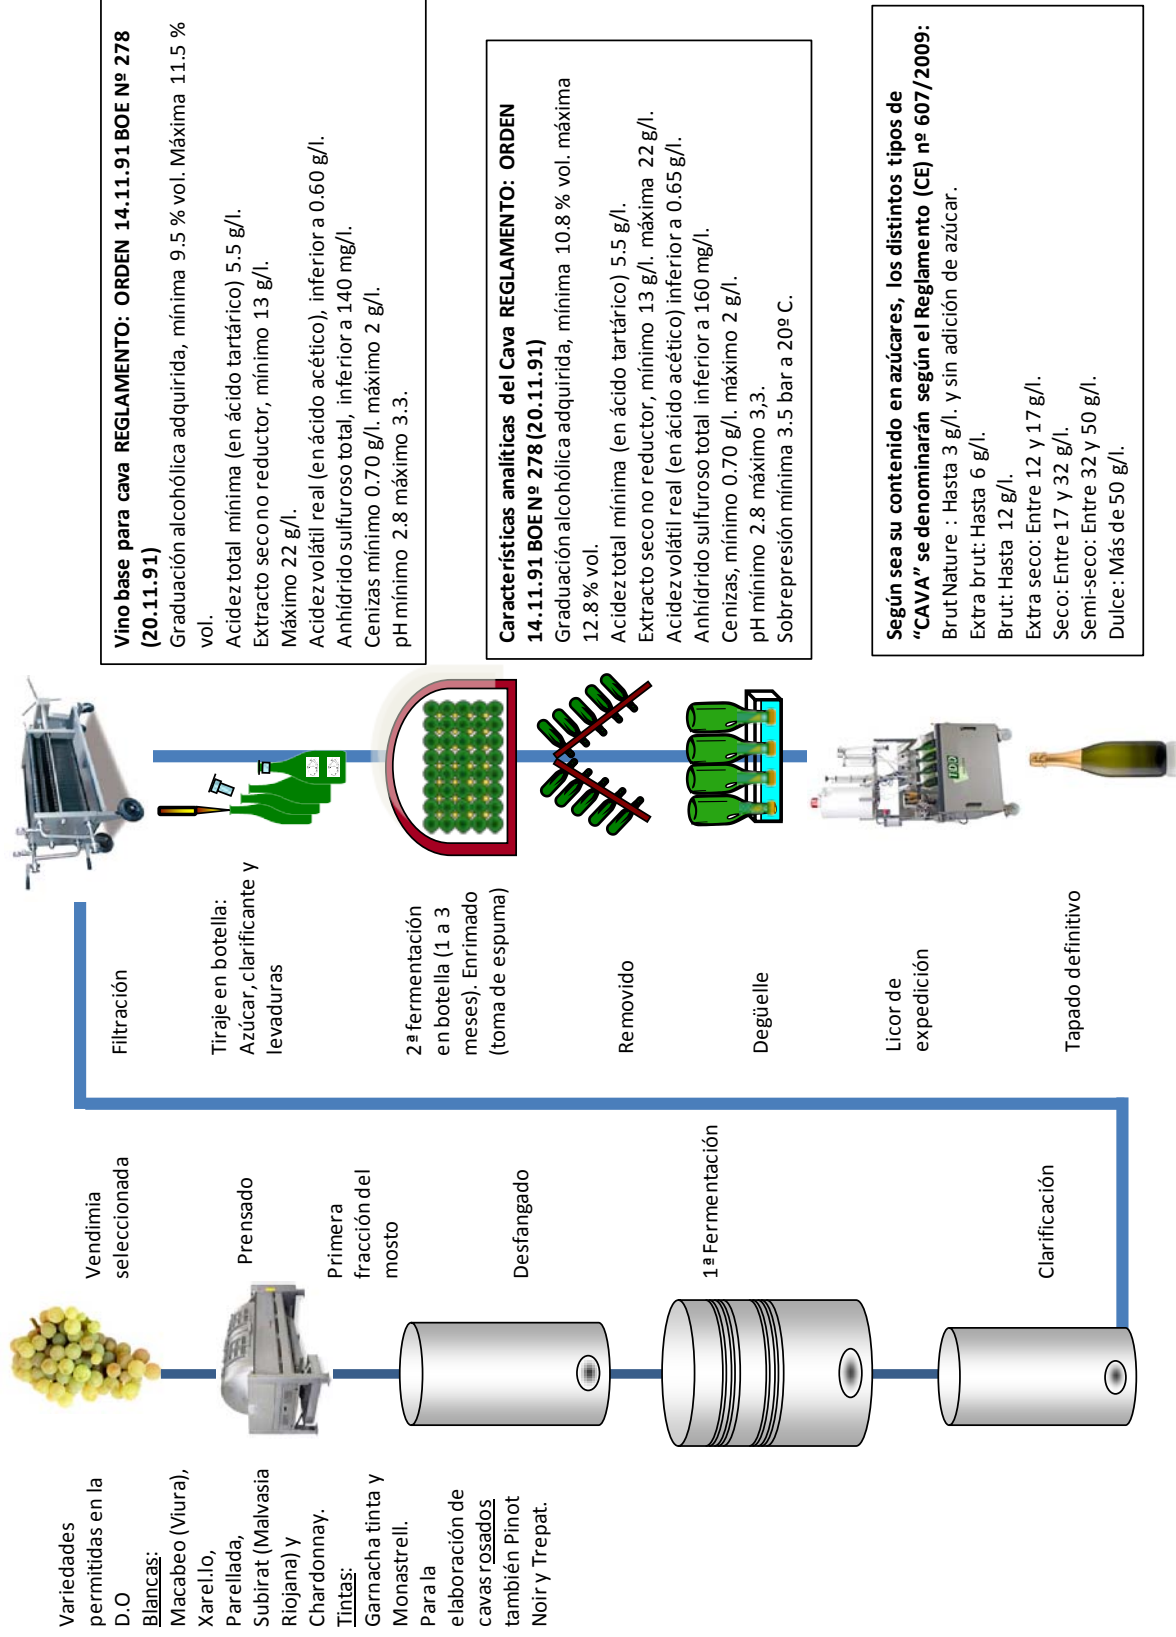 Variedades
permitidas en la
D.O
Blancas:
Macabeo (Viura),
Xarel.lo,
Parellada,
Subirat (Malvasia
Riojana) y
Chardonnay.
Tintas:
Garnacha tinta y
Monastrell.
Para la
elaboración de
cavas rosados
también Pinot
Noir y Trepat.
Vendimia
seleccionada
Prensado
Primera
fracción del
mosto
Desfangado
1ª Fermentación
Clarificación
Filtración
Tiraje en botella:
Azúcar, clarificante y
levaduras
2ª fermentación
en botella (1 a 3
meses). Enrimado
(toma de espuma)
Removido
Degüelle
Licor de
expedición
Tapado definitivo
Vino base para cava REGLAMENTO: ORDEN 14.11.91 BOE Nº 278
(20.11.91)
Graduación alcohólica adquirida, mínima 9.5 % vol. Máxima 11.5 %
vol.
Acidez total mínima (en ácido tartárico) 5.5 g/l.
Extracto seco no reductor, mínimo 13 g/l.
Máximo 22 g/l.
Acidez volátil real (en ácido acético), inferior a 0.60 g/l.
Anhídrido sulfuroso total, inferior a 140 mg/l.
Cenizas mínimo 0.70 g/l. máximo 2 g/l.
pH mínimo 2.8 máximo 3.3.
Características analíticas del Cava REGLAMENTO: ORDEN
14.11.91 BOE Nº 278 (20.11.91)
Graduación alcohólica adquirida, mínima 10.8 % vol. máxima
12.8 % vol.
Acidez total mínima (en ácido tartárico) 5.5 g/l.
Extracto seco no reductor, mínimo 13 g/l. máxima 22 g/l.
Acidez volátil real (en ácido acético) inferior a 0.65 g/l.
Anhídrido sulfuroso total inferior a 160 mg/l.
Cenizas, mínimo 0.70 g/l. máximo 2 g/l.
pH mínimo 2.8 máximo 3,3.
Sobrepresión mínima 3.5 bar a 20º C.
Según sea su contenido en azúcares, los distintos tipos de
“CAVA” se denominarán según el Reglamento (CE) nº 607/2009:
Brut Nature : Hasta 3 g/l. y sin adición de azúcar.
Extra brut: Hasta 6 g/l.
Brut: Hasta 12 g/l.
Extra seco: Entre 12 y 17 g/l.
Seco: Entre 17 y 32 g/l.
Semi-seco: Entre 32 y 50 g/l.
Dulce : Más de 50 g/l.